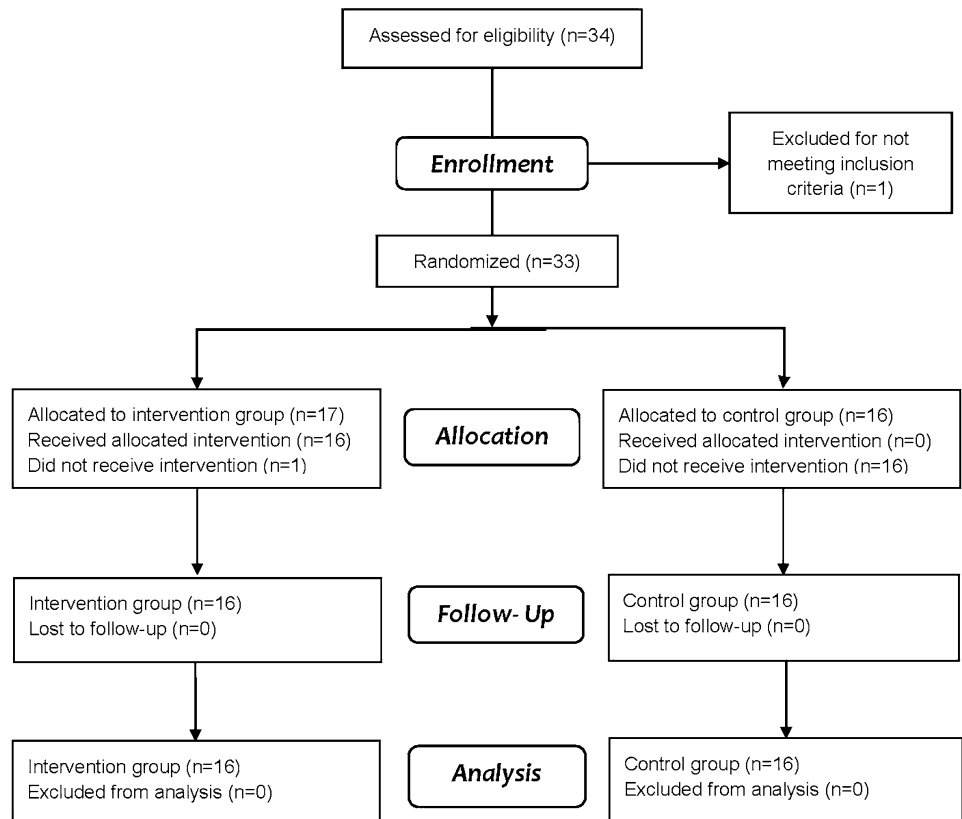 Assessed for eligibility (n=34)
Enrollment
Excluded for not
meeting inclusion
criteria (n=1)
Randomized (n=33)
Allocated to intervention group (n=17)
Received allocated intervention (n=16)
Did not receive intervention (n=1)
Allocation
Allocated to control group (n=16)
Received allocated intervention (n=0)
Did not receive intervention (n=16)
Intervention group (n=16)
Lost to follow-up (n=0)
Follow- Up
Control group (n=16)
Lost to follow-up (n=0)
Intervention group (n=16)
Excluded from analysis (n=0)
Analysis
Control group (n=16)
Excluded from analysis (n=0)